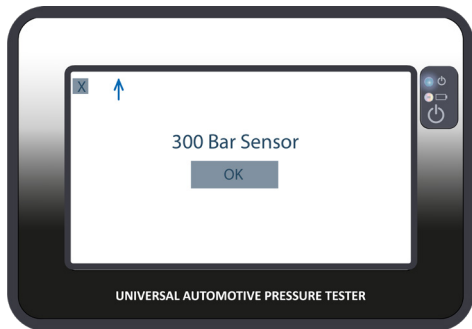 X
300 Bar Sensor
OK
UNIVERSAL AUTOMOTIVE PRESSURE TESTER